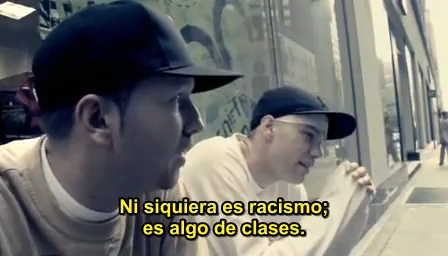 Ni siquiera es racismo;
es algo de clases.